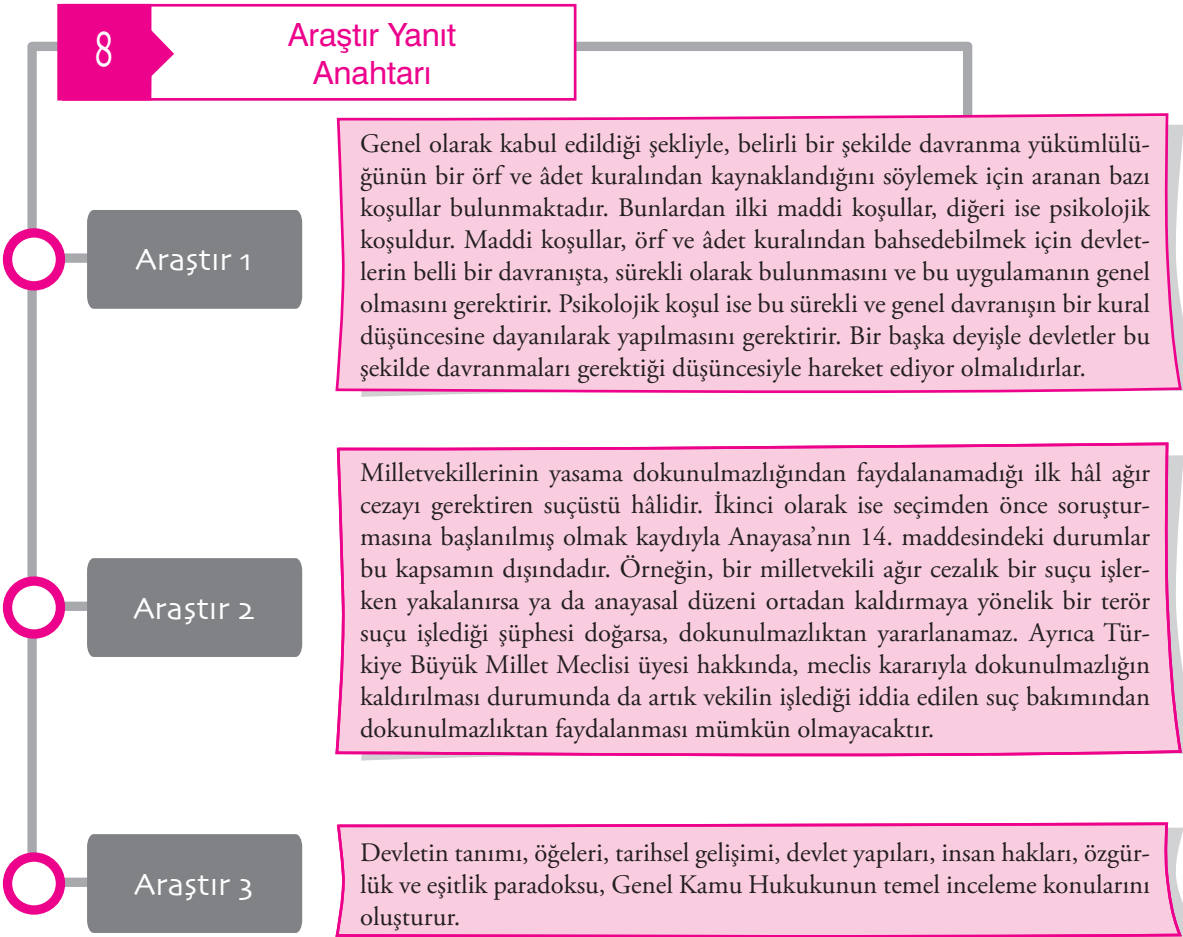 8
Araştır Yanıt
Anahtarı
Araştır 1
Genel olarak kabul edildiği şekliyle, belirli bir şekilde davranma yükümlülü-
ğünün bir örf ve âdet kuralından kaynaklandığını söylemek için aranan bazı
koşullar bulunmaktadır. Bunlardan ilki maddi koşullar, diğeri ise psikolojik
koşuldur. Maddi koşullar, örf ve âdet kuralından bahsedebilmek için devlet-
lerin belli bir davranışta, sürekli olarak bulunmasını ve bu uygulamanın genel
olmasını gerektirir. Psikolojik koşul ise bu sürekli ve genel davranışın bir kural
düşüncesine dayanılarak yapılmasını gerektirir. Bir başka deyişle devletler bu
şekilde davranmaları gerektiği düşüncesiyle hareket ediyor olmalıdırlar.
Araştır 2
Milletvekillerinin yasama dokunulmazlığından faydalanamadığı ilk hâl ağır
cezayı gerektiren suçüstü hâlidir. İkinci olarak ise seçimden önce soruştur-
masına başlanılmış olmak kaydıyla Anayasa’nın 14. maddesindeki durumlar
bu kapsamın dışındadır. Örneğin, bir milletvekili ağır cezalık bir suçu işler-
ken yakalanırsa ya da anayasal düzeni ortadan kaldırmaya yönelik bir terör
suçu işlediği şüphesi doğarsa, dokunulmazlıktan yararlanamaz. Ayrıca Tür-
kiye Büyük Millet Meclisi üyesi hakkında, meclis kararıyla dokunulmazlığın
kaldırılması durumunda da artık vekilin işlediği iddia edilen suç bakımından
dokunulmazlıktan faydalanması mümkün olmayacaktır.
Araştır 3
Devletin tanımı, öğeleri, tarihsel gelişimi, devlet yapıları, insan hakları, özgür-
lük ve eşitlik paradoksu, Genel Kamu Hukukunun temel inceleme konularını
oluşturur.